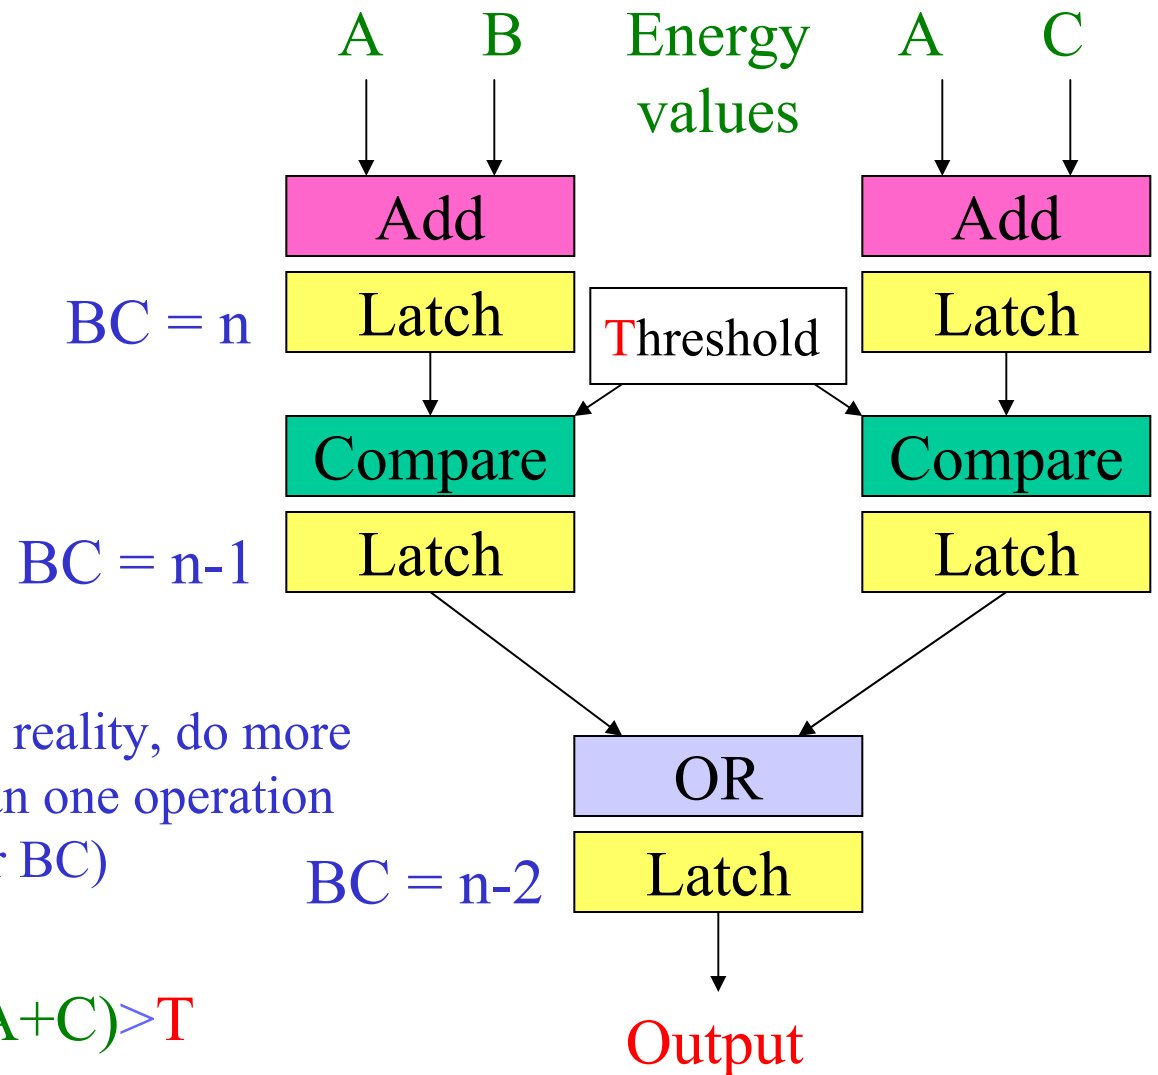 A B Energy values A C
Add Add
BC = n Latch Threshold Latch
Compare Compare
BC = n-1 Latch Latch
reality, do more
one operation
BC)
OR
BC = n-2 Latch
A+C)>T
Output